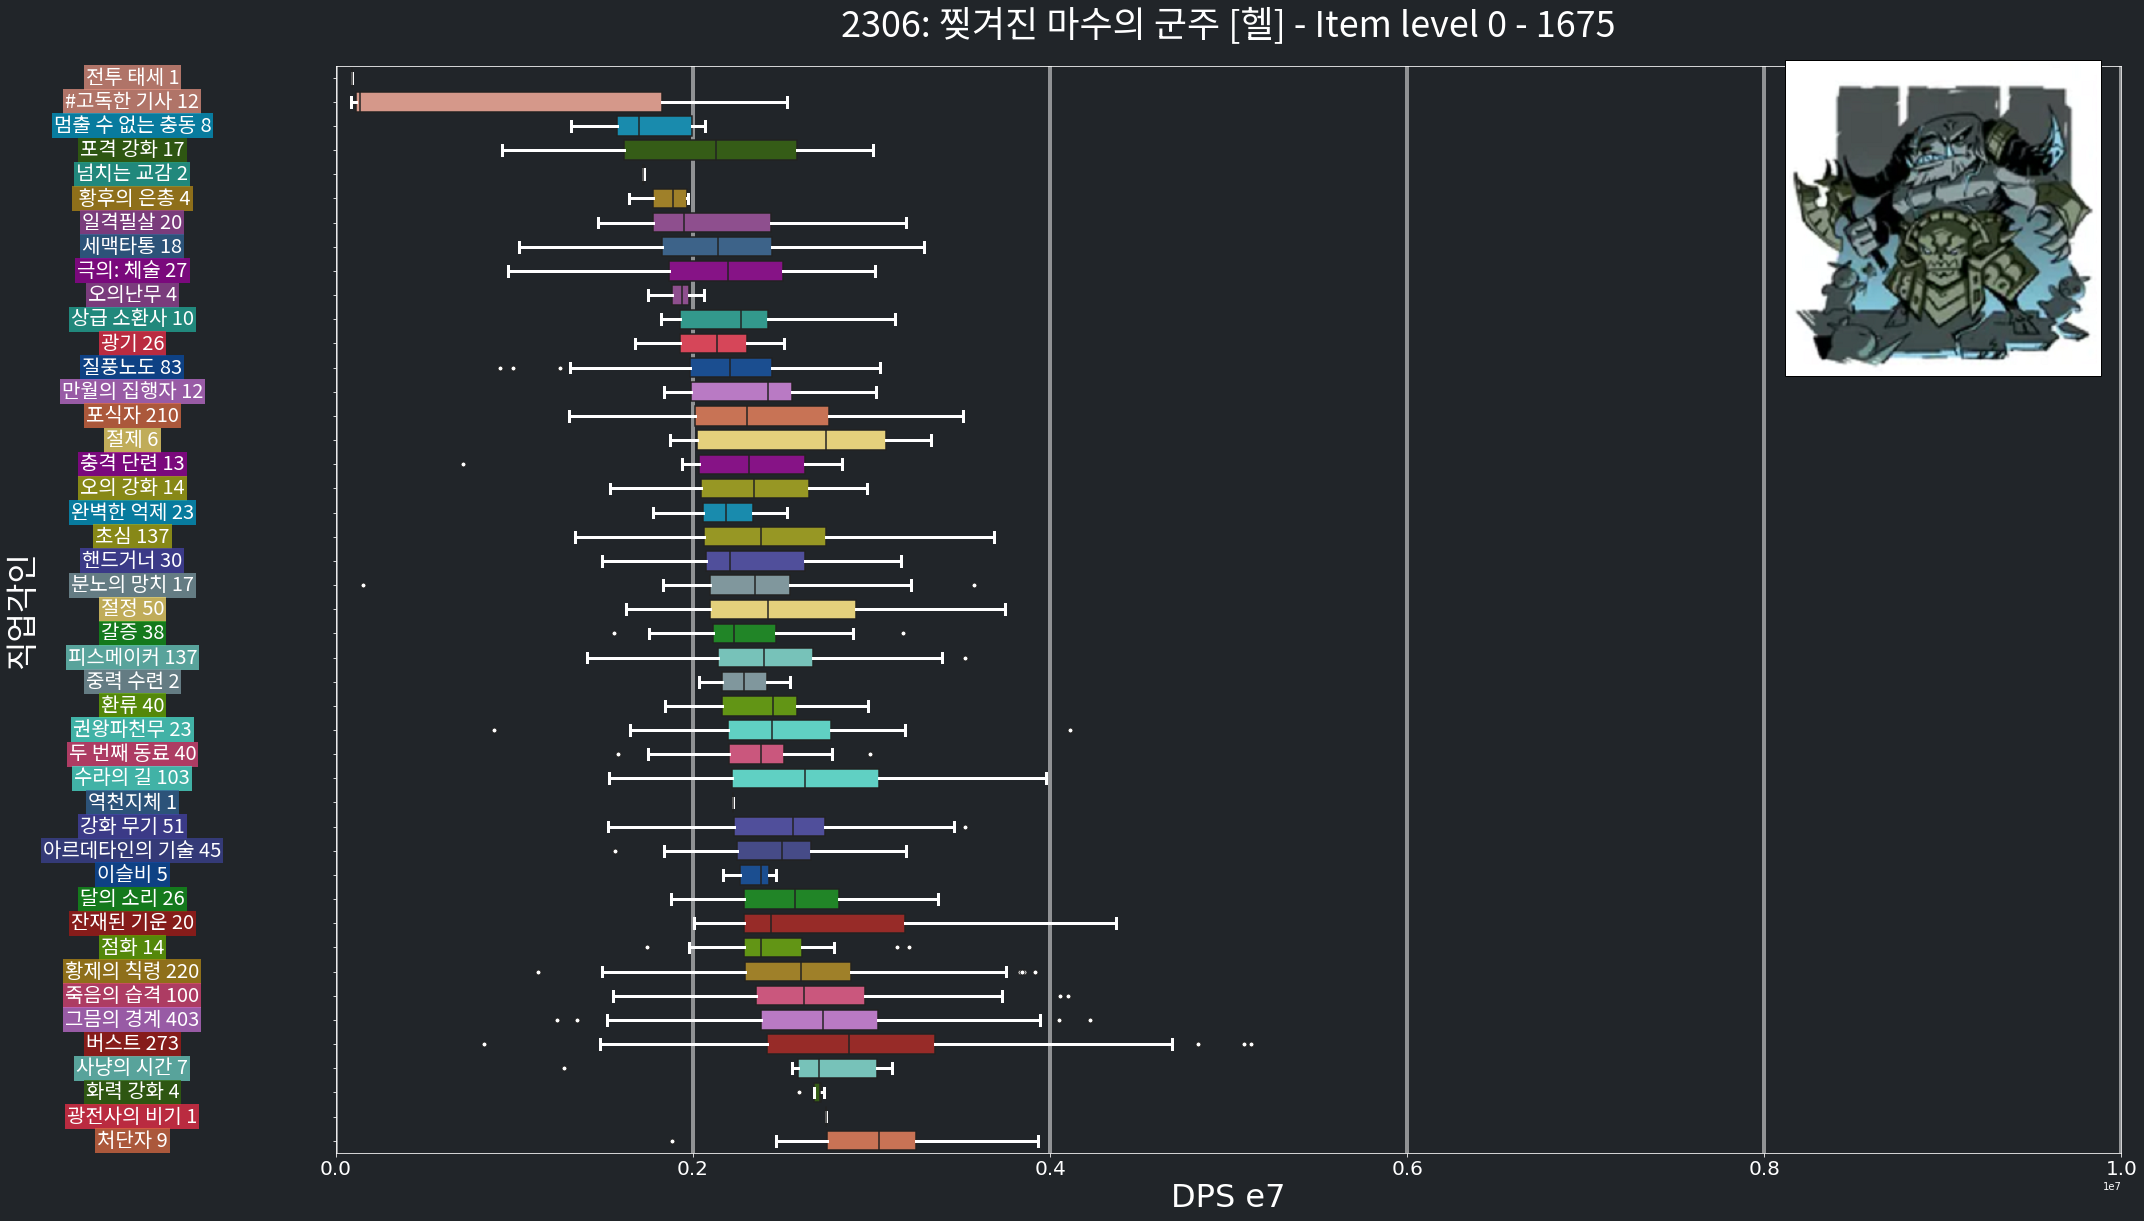 2306: 찢겨진 마수의 군주 [헬] - Item level 0 - 1675
전투 태세 1
#고독한 기사 12
멈출 수 없는 충동 8
포격 강화 17
넘치는 교감 2
황후의 은총 4
일격필살 20
세맥타통 18
극의: 체술 27
오의난무 4
상급 소환사 10
광기 26
질풍노도 83
만월의 집행자 12
포식자 210
절제 6
충격 단련 13
오의 강화 14
완벽한 억제 23
초심 137
핸드거너 30
분노의 망치 17
절정 50
갈증 38
피스메이커 137
중력 수련 2
환류 40
권왕파천무 23
두 번째 동료 40
수라의 길 103
역천지체 1
강화 무기 51
아르데타인의 기술 45
이슬비 5
달의 소리 26
잔재된 기운 20
점화 14
황제의 칙령 220
죽음의 습격 100
그믐의 경계 403
버스트 273
사냥의 시간 7
화력 강화 4
광전사의 비기 1
처단자 9
직업각인
0.0 0.2 0.4 0.6 0.8 1.0
1e7
DPS e7